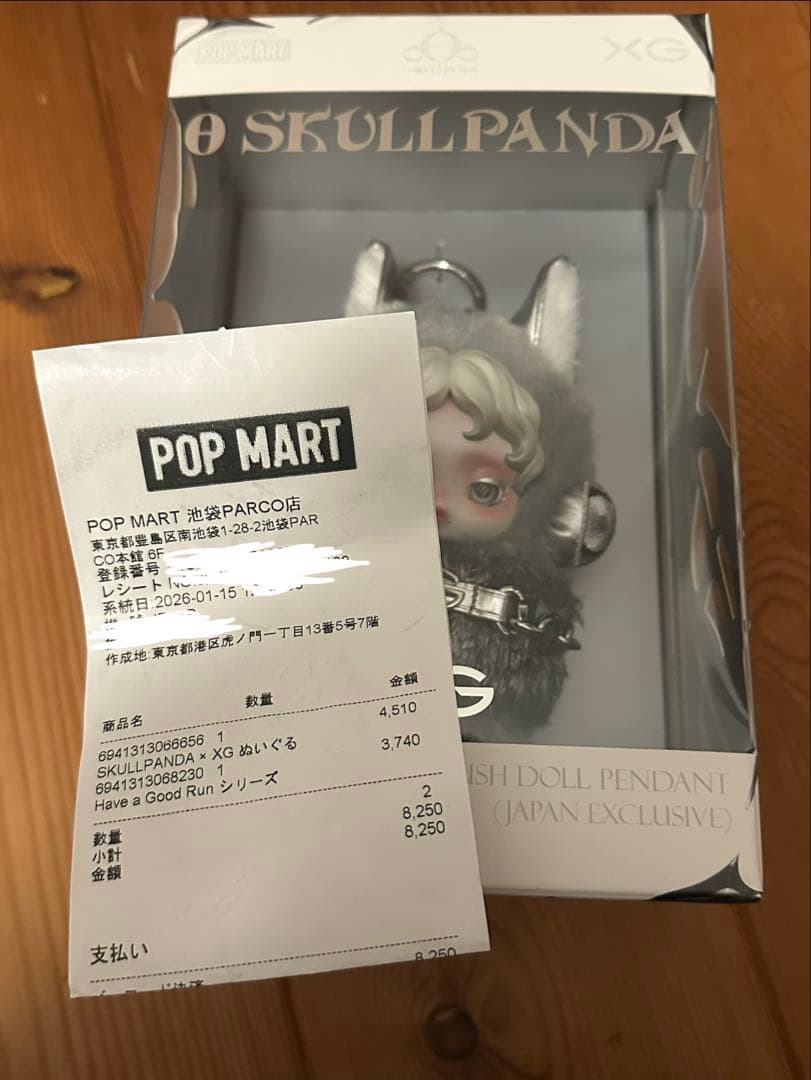 POP MART
XG
θ SKULLPANDA
POP MART
POP MART 池袋PARCO店
東京都豊島区南池袋1-28-2池袋PAR
CO本館 6F
登録番号
レシート
系統日:2026-01-15
作成地:東京都港区虎ノ門一丁目13番5号7階
商品名 数量 金額
6941313066656 1 4,510
SKULLPANDA × XG ぬいぐる
6941313068230 1 3,740
Have a Good Run シリーズ
数量 2
小計 8,250
金額 8,250
支払い
8,250
G
DOLL PENDANT
(JAPAN EXCLUSIVE)